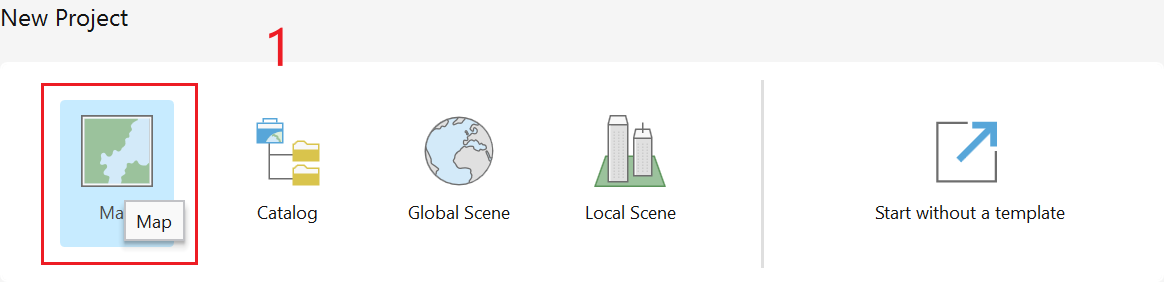 New Project
1
Ma
Map
Catalog
Global Scene
Local Scene
Start without a template